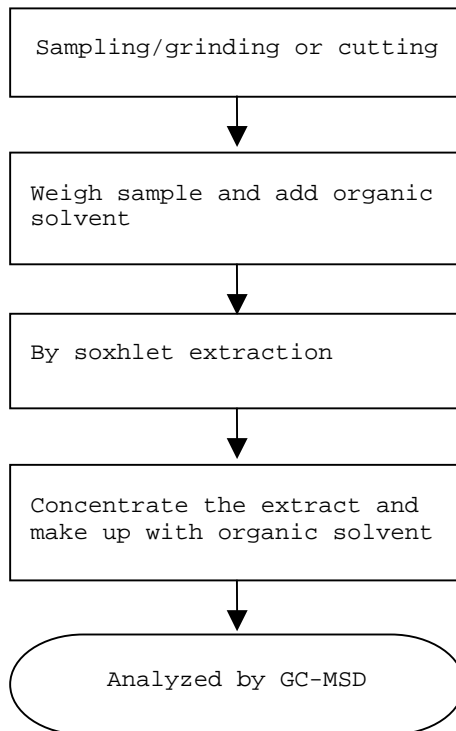 Sampling/grinding or cutting
Weigh sample and add organic
solvent
By soxhlet extraction
Concentrate the extract and
make up with organic solvent
Analyzed by GC-MSD